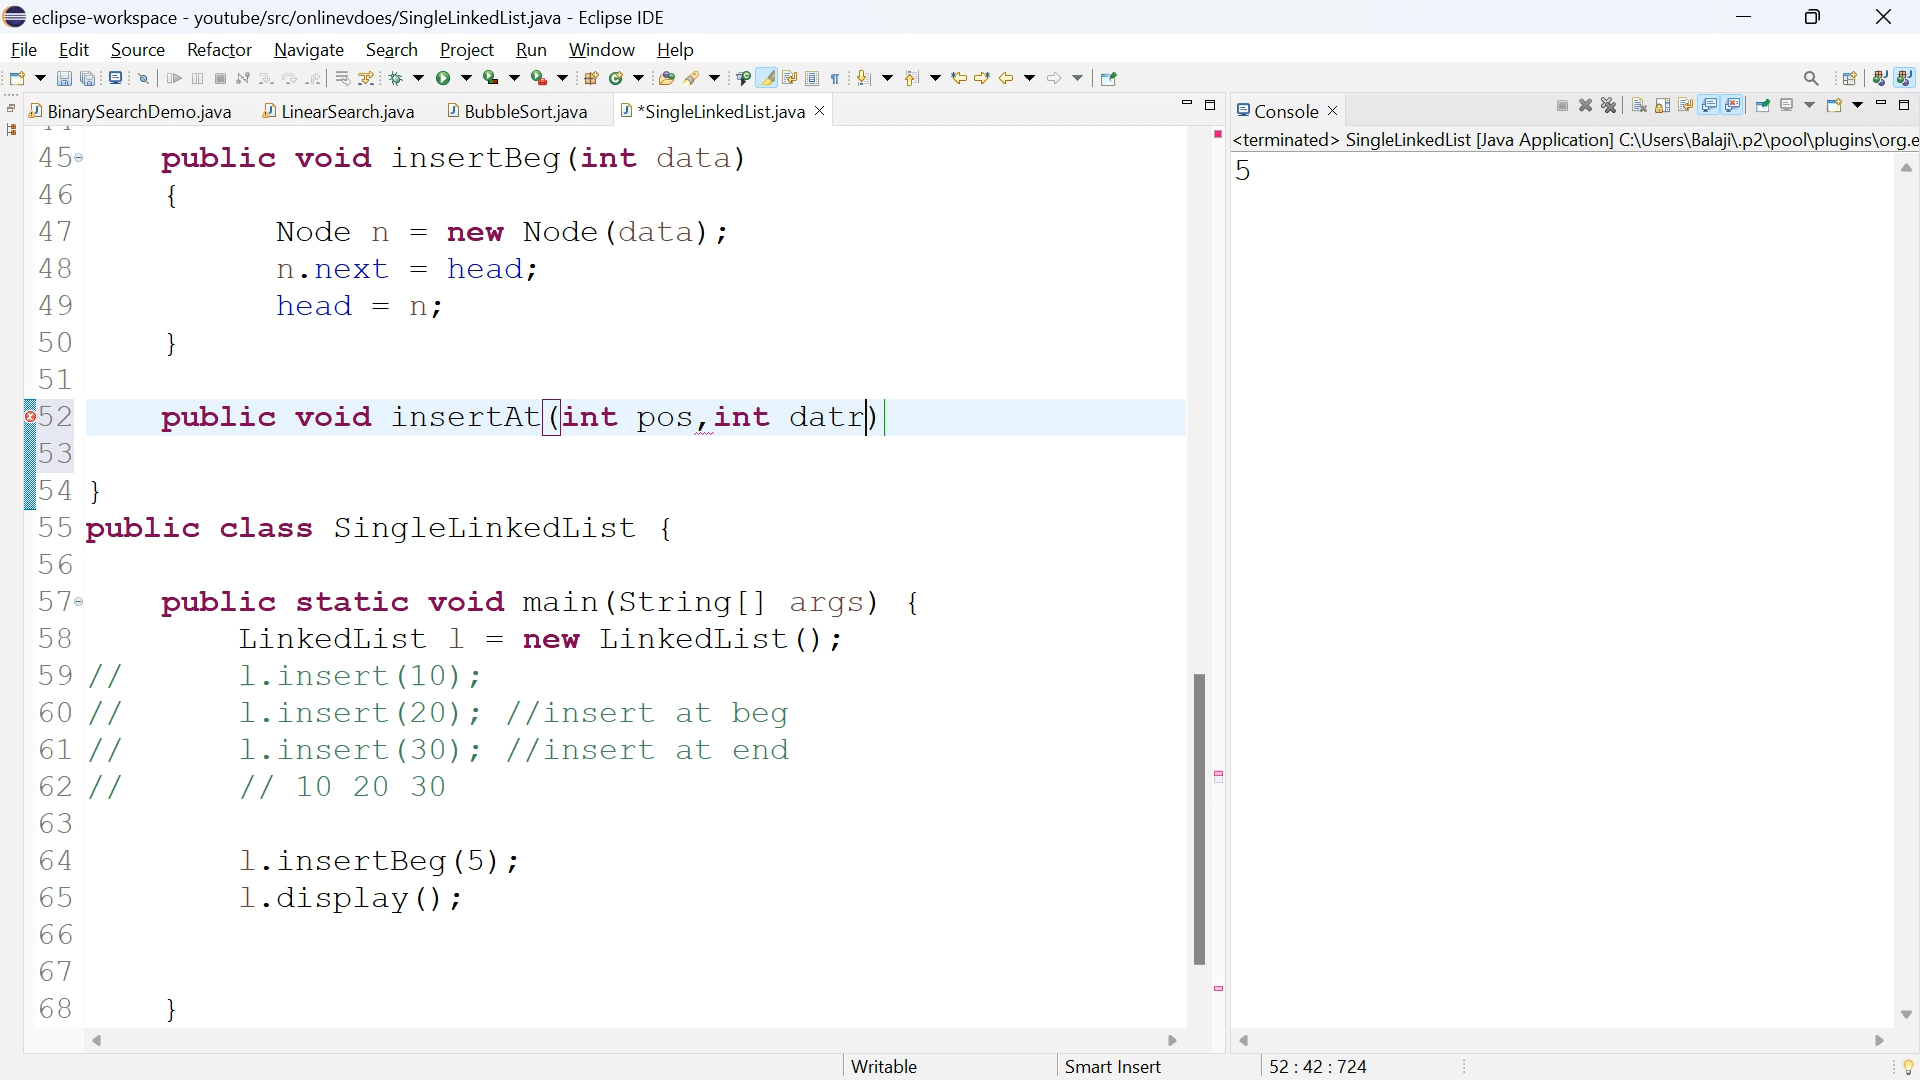 eclipse-workspace - youtube/src/onlinevdoes/SingleLinkedList.java - Eclipse IDE
File Edit Source Refactor Navigate Search Project Run Window Help
BinarySearchDemo.java LinearSearch.java BubbleSort.java *SingleLinkedList.java Console
<terminated> SingleLinkedList [Java Application] C:\Users\Balaji\.p2\pool\plugins\org.e
5
45 public void insertBeg(int data)
46 {
47 Node n = new Node(data);
48 n.next = head;
49 head = n;
50 }
51
52 public void insertAt(int pos,int datr)
53
54 }
55 public class SingleLinkedList {
56
57 public static void main(String[] args) {
58 LinkedList l = new LinkedList();
59 // l.insert(10);
60 // l.insert(20); //insert at beg
61 // l.insert(30); //insert at end
62 // // 10 20 30
63
64 l.insertBeg(5);
65 l.display();
66
67
68 }
Writable Smart Insert 52 : 42 : 724